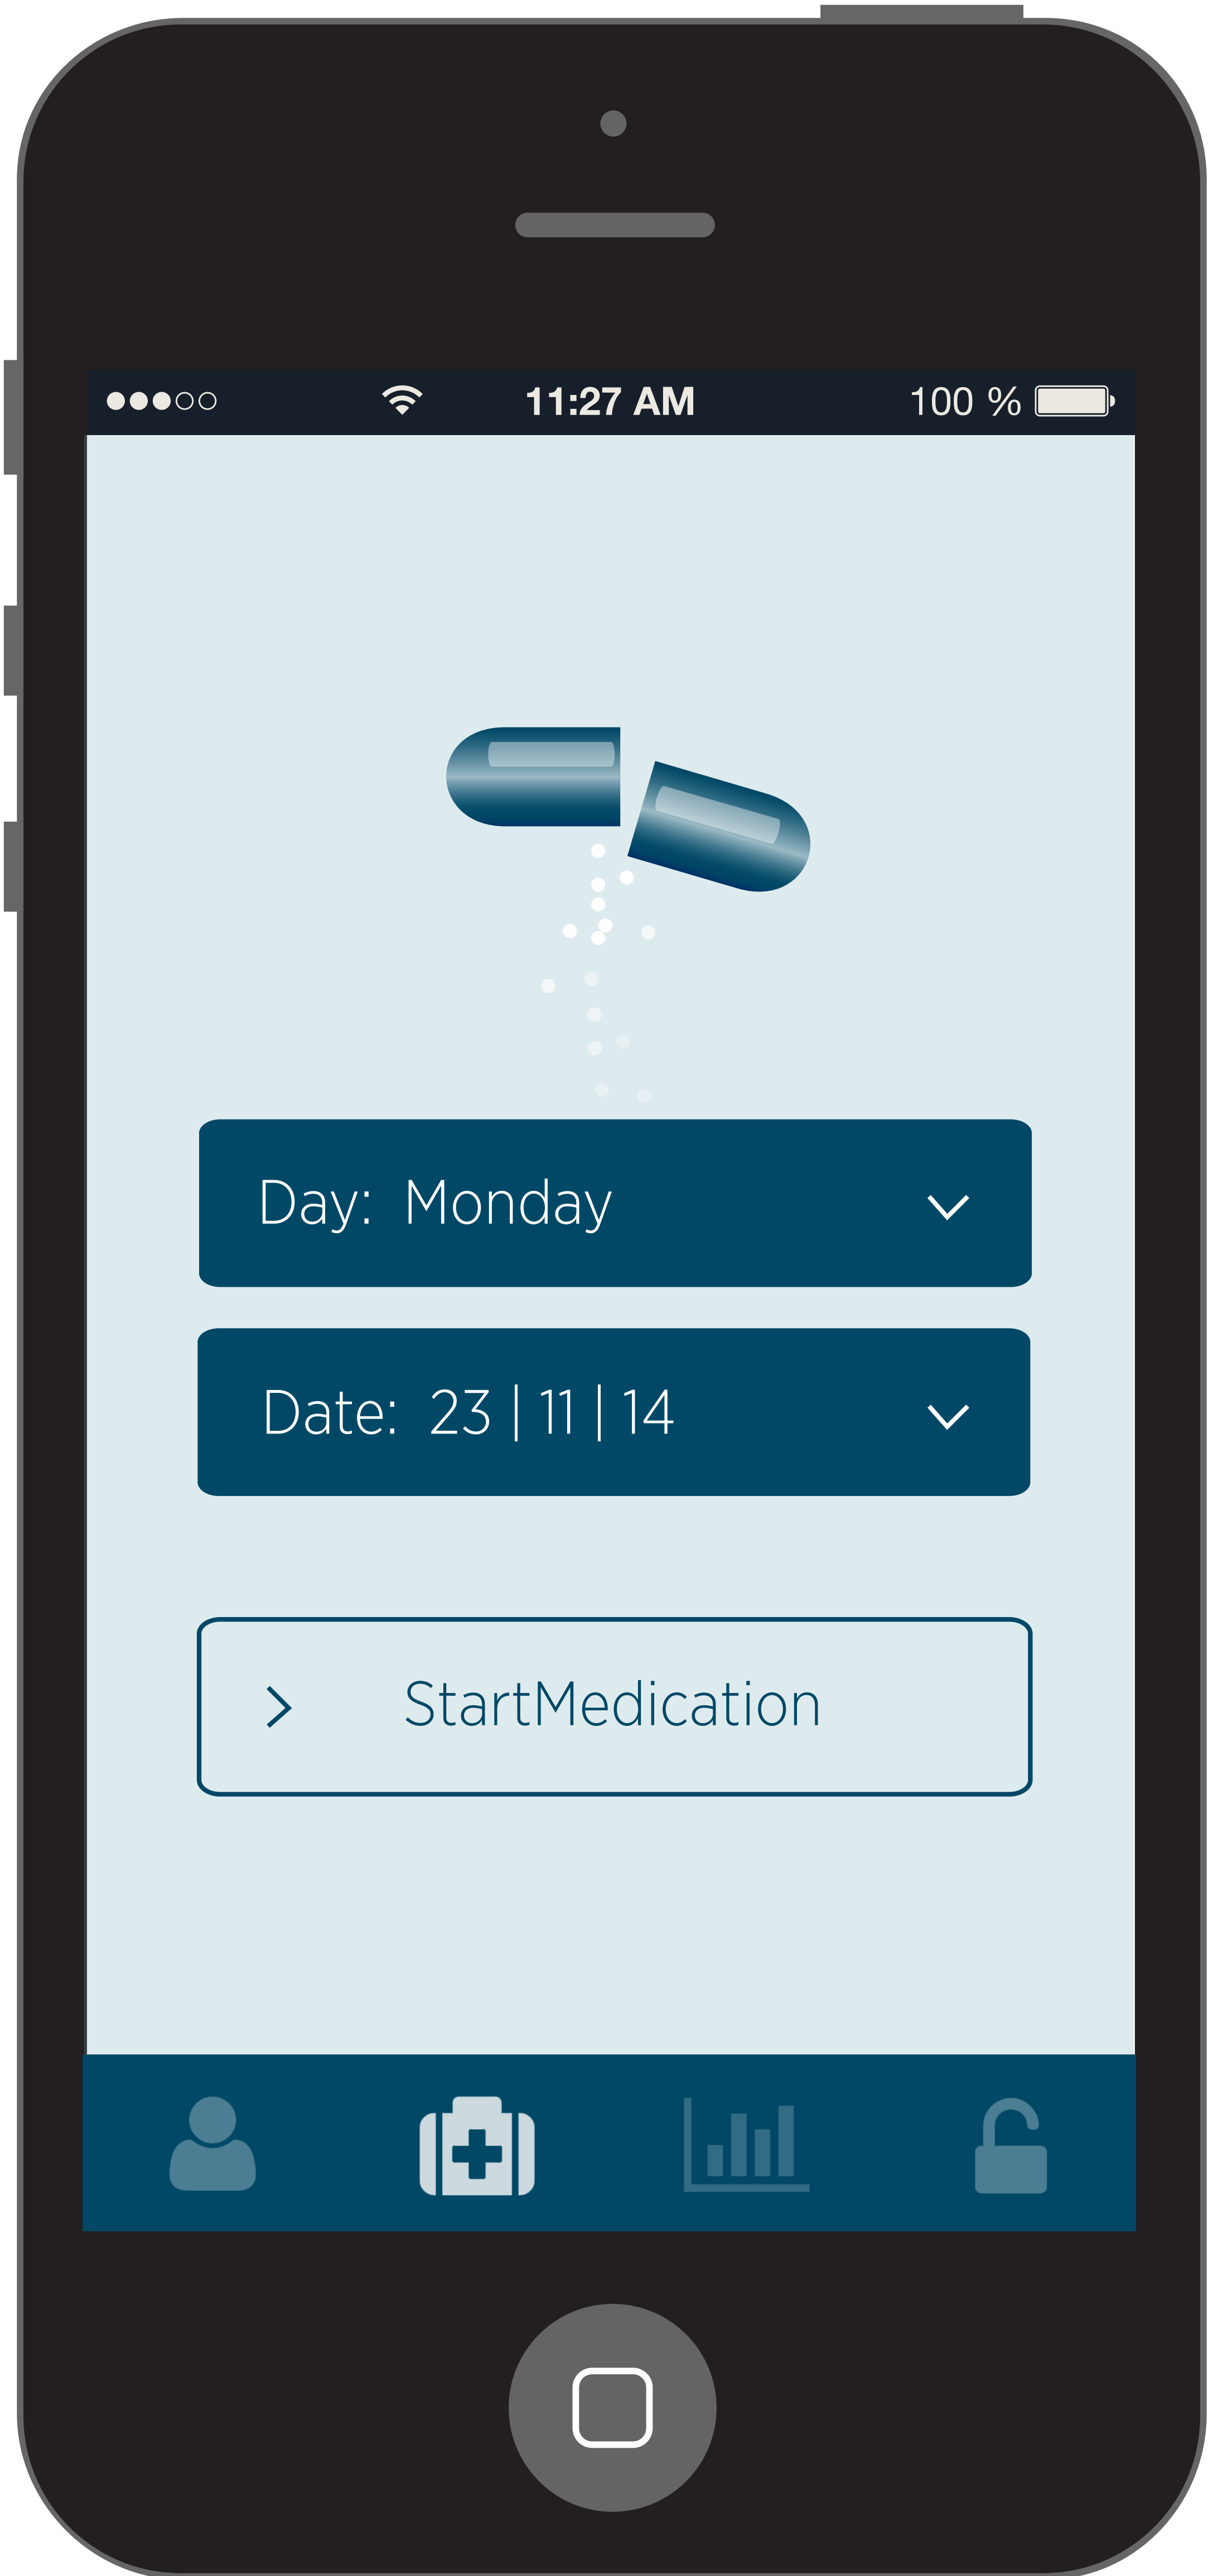 11:27 AM 100 %
Day: Monday
Date: 23 | 11 | 14
StartMedication